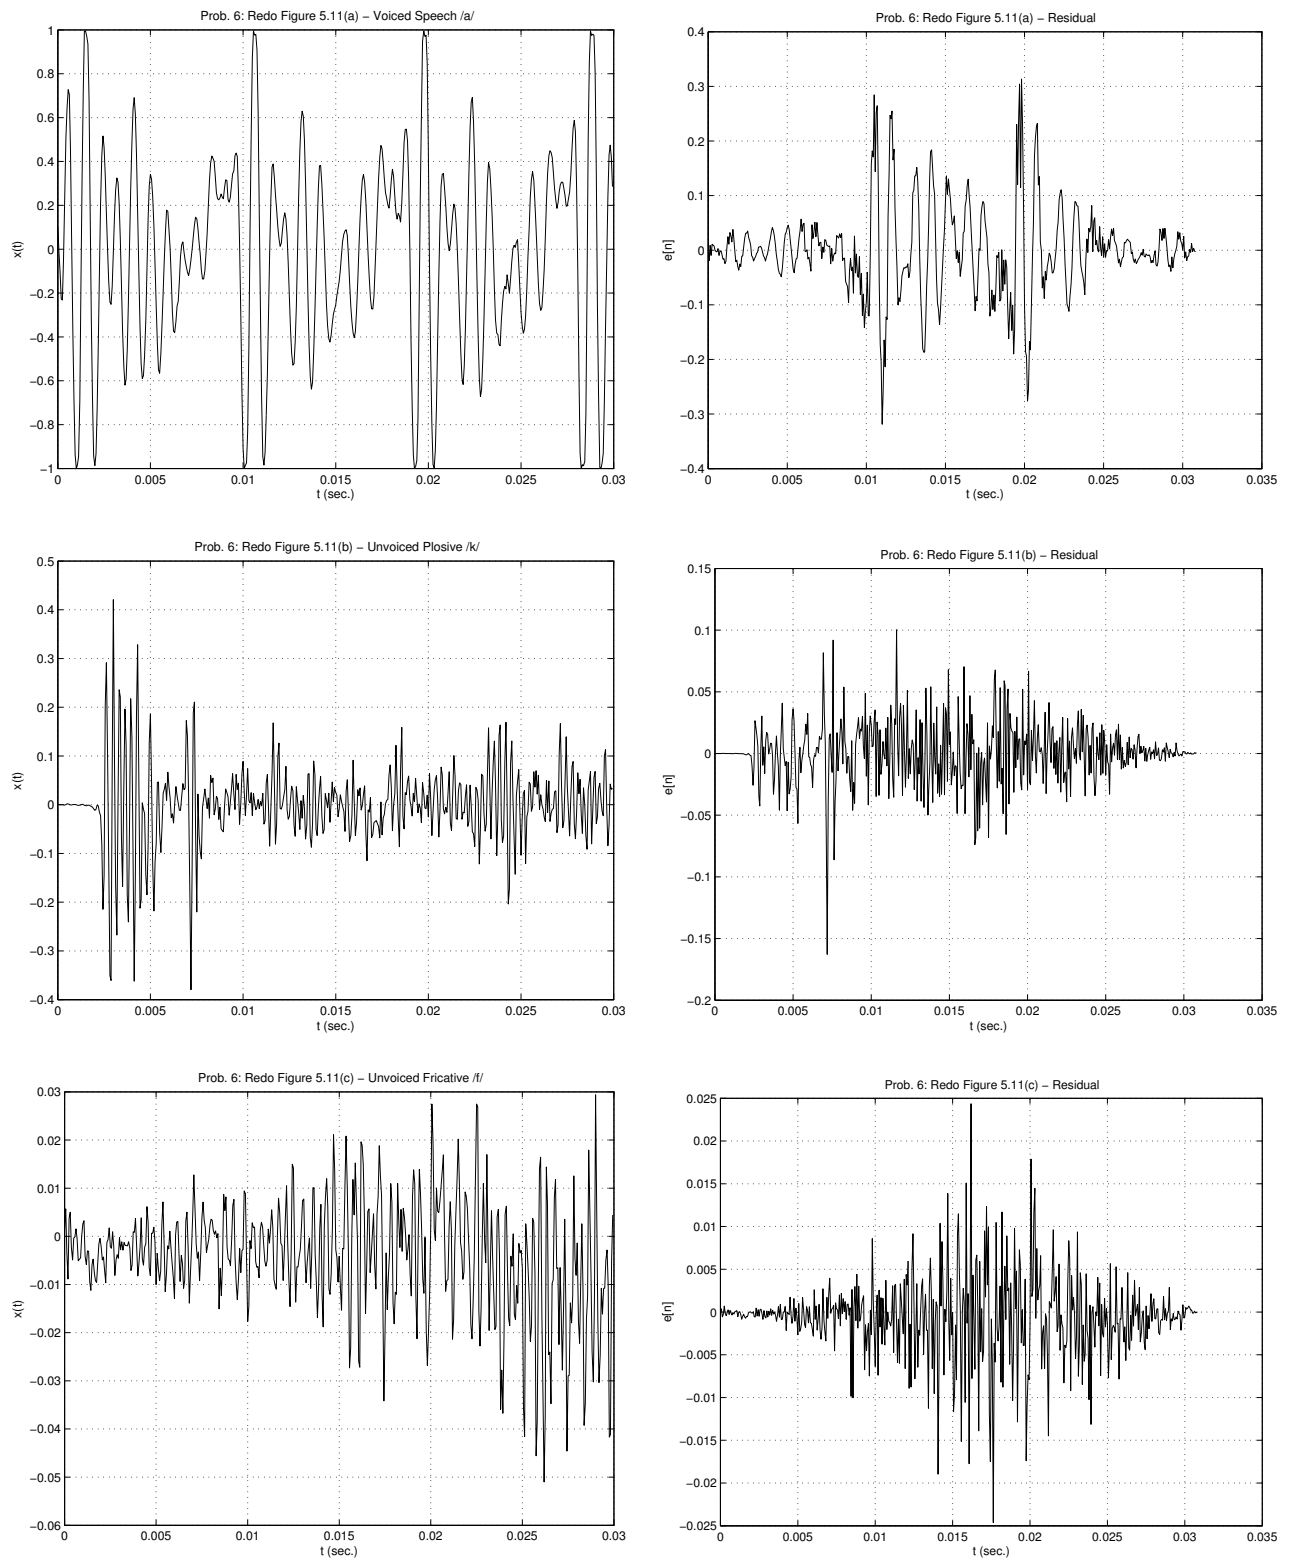 Prob. 6: Redo Figure 5.11(a) − Voiced Speech /a/
1
0.8
0.6
0.4
0.2
0
−0.2
−0.4
−0.6
−0.8
−1
x(t)
0 0.005 0.01 0.015 0.02 0.025 0.03
t (sec.)
Prob. 6: Redo Figure 5.11(a) − Residual
0.4
0.3
0.2
0.1
0
−0.1
−0.2
−0.3
−0.4
e[n]
0 0.005 0.01 0.015 0.02 0.025 0.03 0.035
t (sec.)
Prob. 6: Redo Figure 5.11(b) − Unvoiced Plosive /k/
0.5
0.4
0.3
0.2
0.1
0
−0.1
−0.2
−0.3
−0.4
x(t)
0 0.005 0.01 0.015 0.02 0.025 0.03
t (sec.)
Prob. 6: Redo Figure 5.11(b) − Residual
0.15
0.1
0.05
0
−0.05
−0.1
−0.15
−0.2
e[n]
0 0.005 0.01 0.015 0.02 0.025 0.03 0.035
t (sec.)
Prob. 6: Redo Figure 5.11(c) − Unvoiced Fricative /f/
0.03
0.02
0.01
0
−0.01
−0.02
−0.03
−0.04
−0.05
−0.06
x(t)
0 0.005 0.01 0.015 0.02 0.025 0.03
t (sec.)
Prob. 6: Redo Figure 5.11(c) − Residual
0.025
0.02
0.015
0.01
0.005
0
−0.005
−0.01
−0.015
−0.02
−0.025
e[n]
0 0.005 0.01 0.015 0.02 0.025 0.03 0.035
t (sec.)